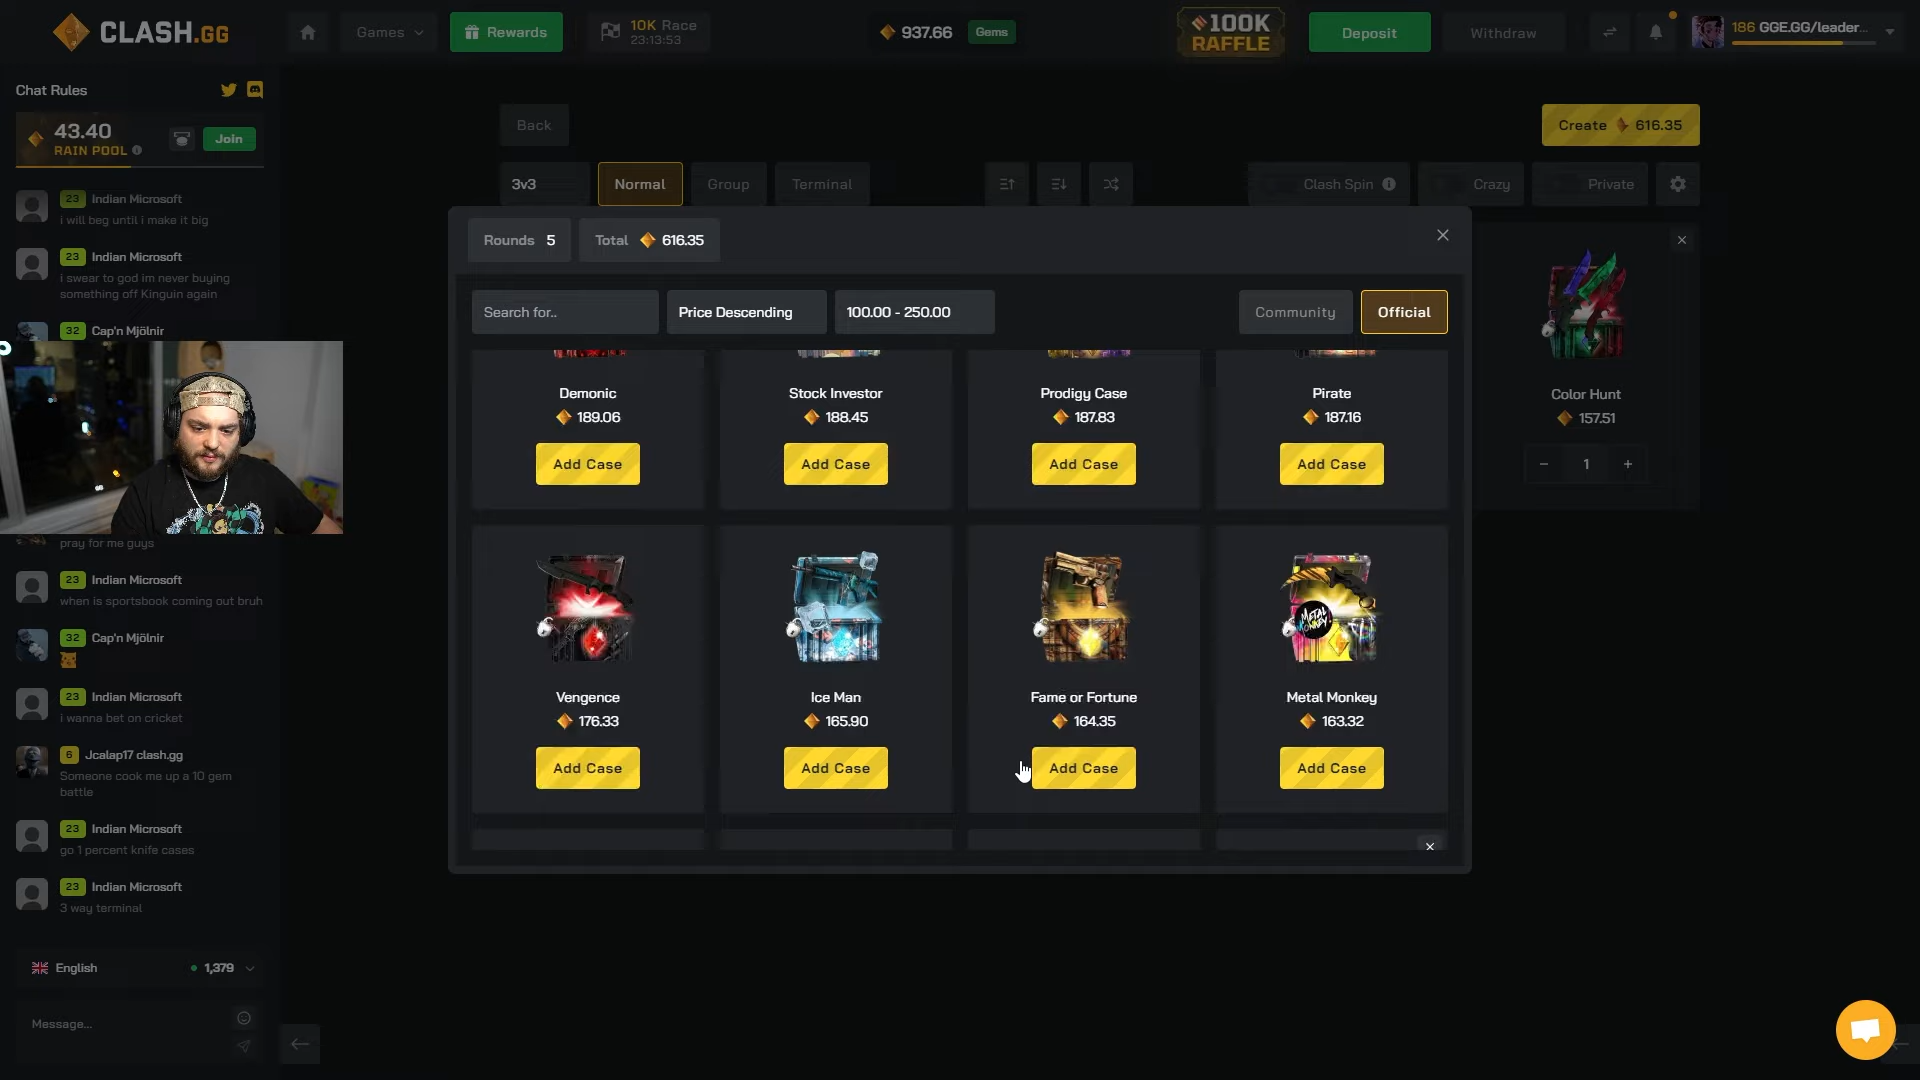 CLASH.GG
Games
Rewards
10K Race
23:13:53
937.66
Gems
100K
RAFFLE
Deposit
Withdraw
186 GGE.GG/leader...
Chat Rules
43.40
RAIN POOL
Join
23 Indian Microsoft
i will beg until i make it big
23 Indian Microsoft
i swear to god im never buying
something off Kinguin again
32 Cap'n Mjölnir
pray for me guys
23 Indian Microsoft
when is sportsbook coming out bruh
32 Cap'n Mjölnir
23 Indian Microsoft
i wanna bet on cricket
6 Jcalap17 clash.gg
Someone cook me up a 10 gem
battle
23 Indian Microsoft
go 1 percent knife cases
23 Indian Microsoft
3 way terminal
English
1,379
Message...
Back
Create 616.35
3v3
Normal
Group
Terminal
Clash Spin
Crazy
Private
Rounds 5
Total 616.35
Search for..
Price Descending
100.00 - 250.00
Community
Official
Demonic
189.06
Add Case
Stock Investor
188.45
Add Case
Prodigy Case
187.83
Add Case
Pirate
187.16
Add Case
Vengence
176.33
Add Case
Ice Man
165.90
Add Case
Fame or Fortune
164.35
Add Case
METAL
MONKEY
Metal Monkey
163.32
Add Case
Color Hunt
157.51
1